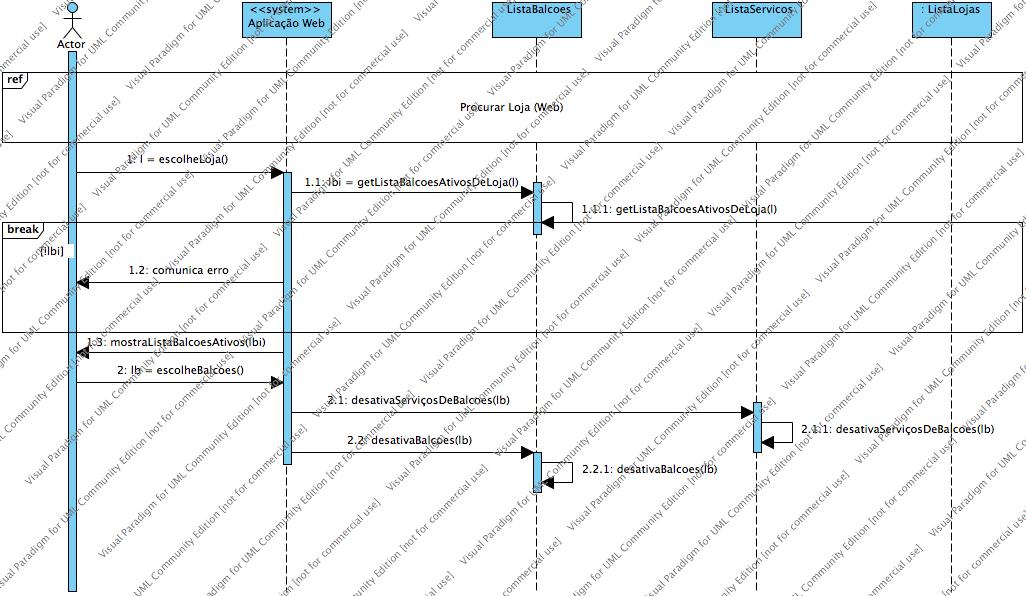 <<system>>
Aplicação Web
: ListaBalcoes
: ListaServicos
: ListaLojas
Actor
ref
Procurar Loja (Web)
1: l = escolheLoja()
1.1: lbi = getListaBalcoesAtivosDeLoja(l)
1.1.1: getListaBalcoesAtivosDeLoja(l)
break
[!lbi]
1.2: comunica erro
1.3: mostraListaBalcoesAtivos(lbi)
2: lb = escolheBalcoes()
2.1: desativaServiçosDeBalcoes(lb)
2.1.1: desativaServiçosDeBalcoes(lb)
2.2: desativaBalcoes(lb)
2.2.1: desativaBalcoes(lb)
Visual Paradigm for UML Community Edition [not for commercial use]